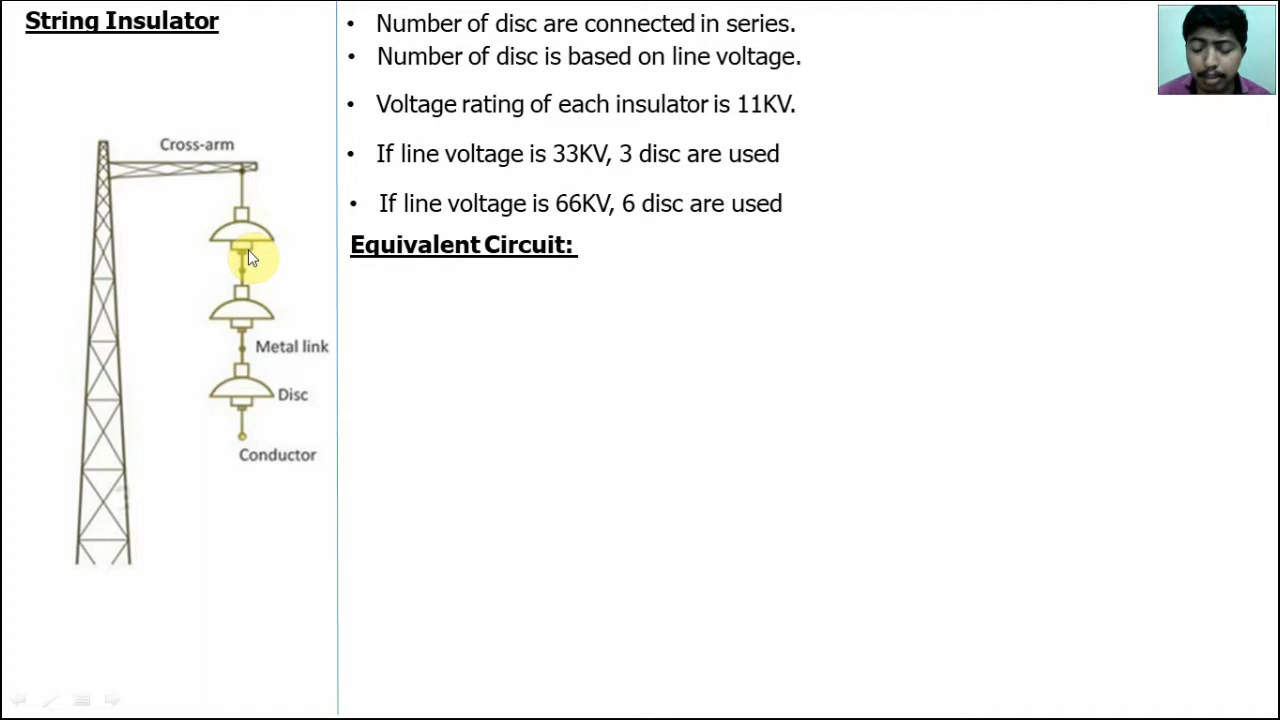 String Insulator
• Number of disc are connected in series.
• Number of disc is based on line voltage.
• Voltage rating of each insulator is 11KV.
• If line voltage is 33KV, 3 disc are used
• If line voltage is 66KV, 6 disc are used
Equivalent Circuit:
Cross-arm
Metal link
Disc
Conductor